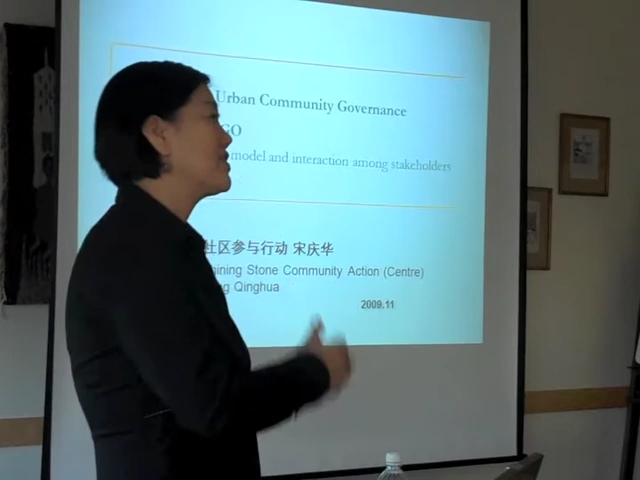 Urban Community Governance
GO
model and interaction among stakeholders
社区参与行动 宋庆华
ining Stone Community Action (Centre)
g Qinghua
2009.11